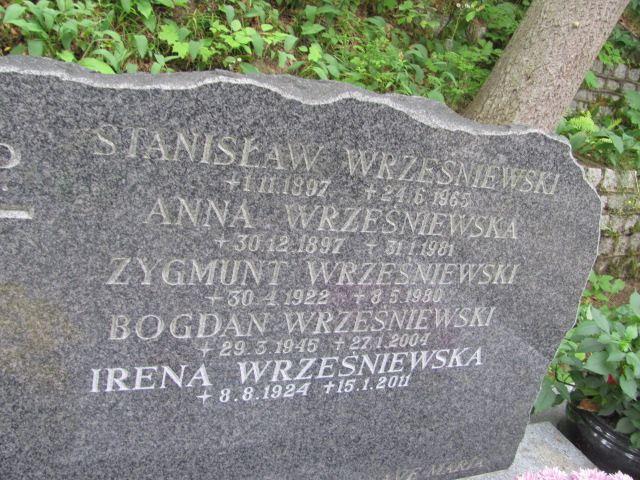 STANISŁAW WRZEŚNIEWSKI
+1.11.1897 +24.6.1965
ANNA WRZEŚNIEWSKA
+30.12.1897 +31.1.1981
ZYGMUNT WRZEŚNIEWSKI
+30.4.1922 +8.5.1980
BOGDAN WRZEŚNIEWSKI
+29.3.1945 +27.1.2004
IRENA WRZEŚNIEWSKA
+8.8.1924 +15.1.2011
AVE MARIA